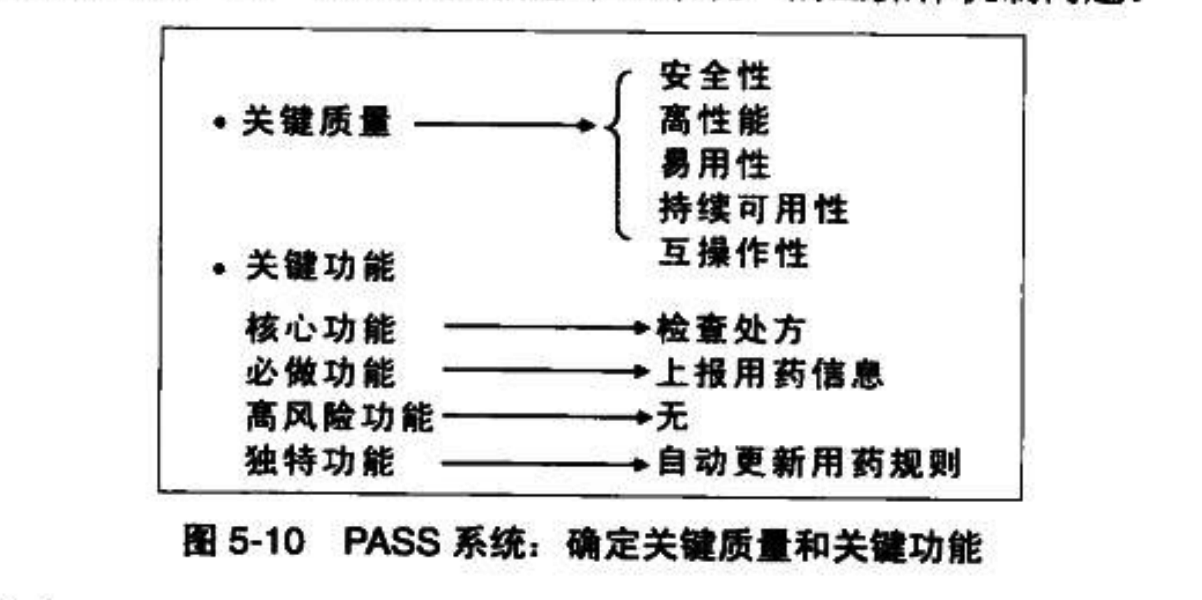 • 关键质量
安全性
高性能
易用性
持续可用性
互操作性
• 关键功能
核心功能 检查处方
必做功能 上报用药信息
高风险功能 无
独特功能 自动更新用药规则
图 5-10 PASS 系统：确定关键质量和关键功能